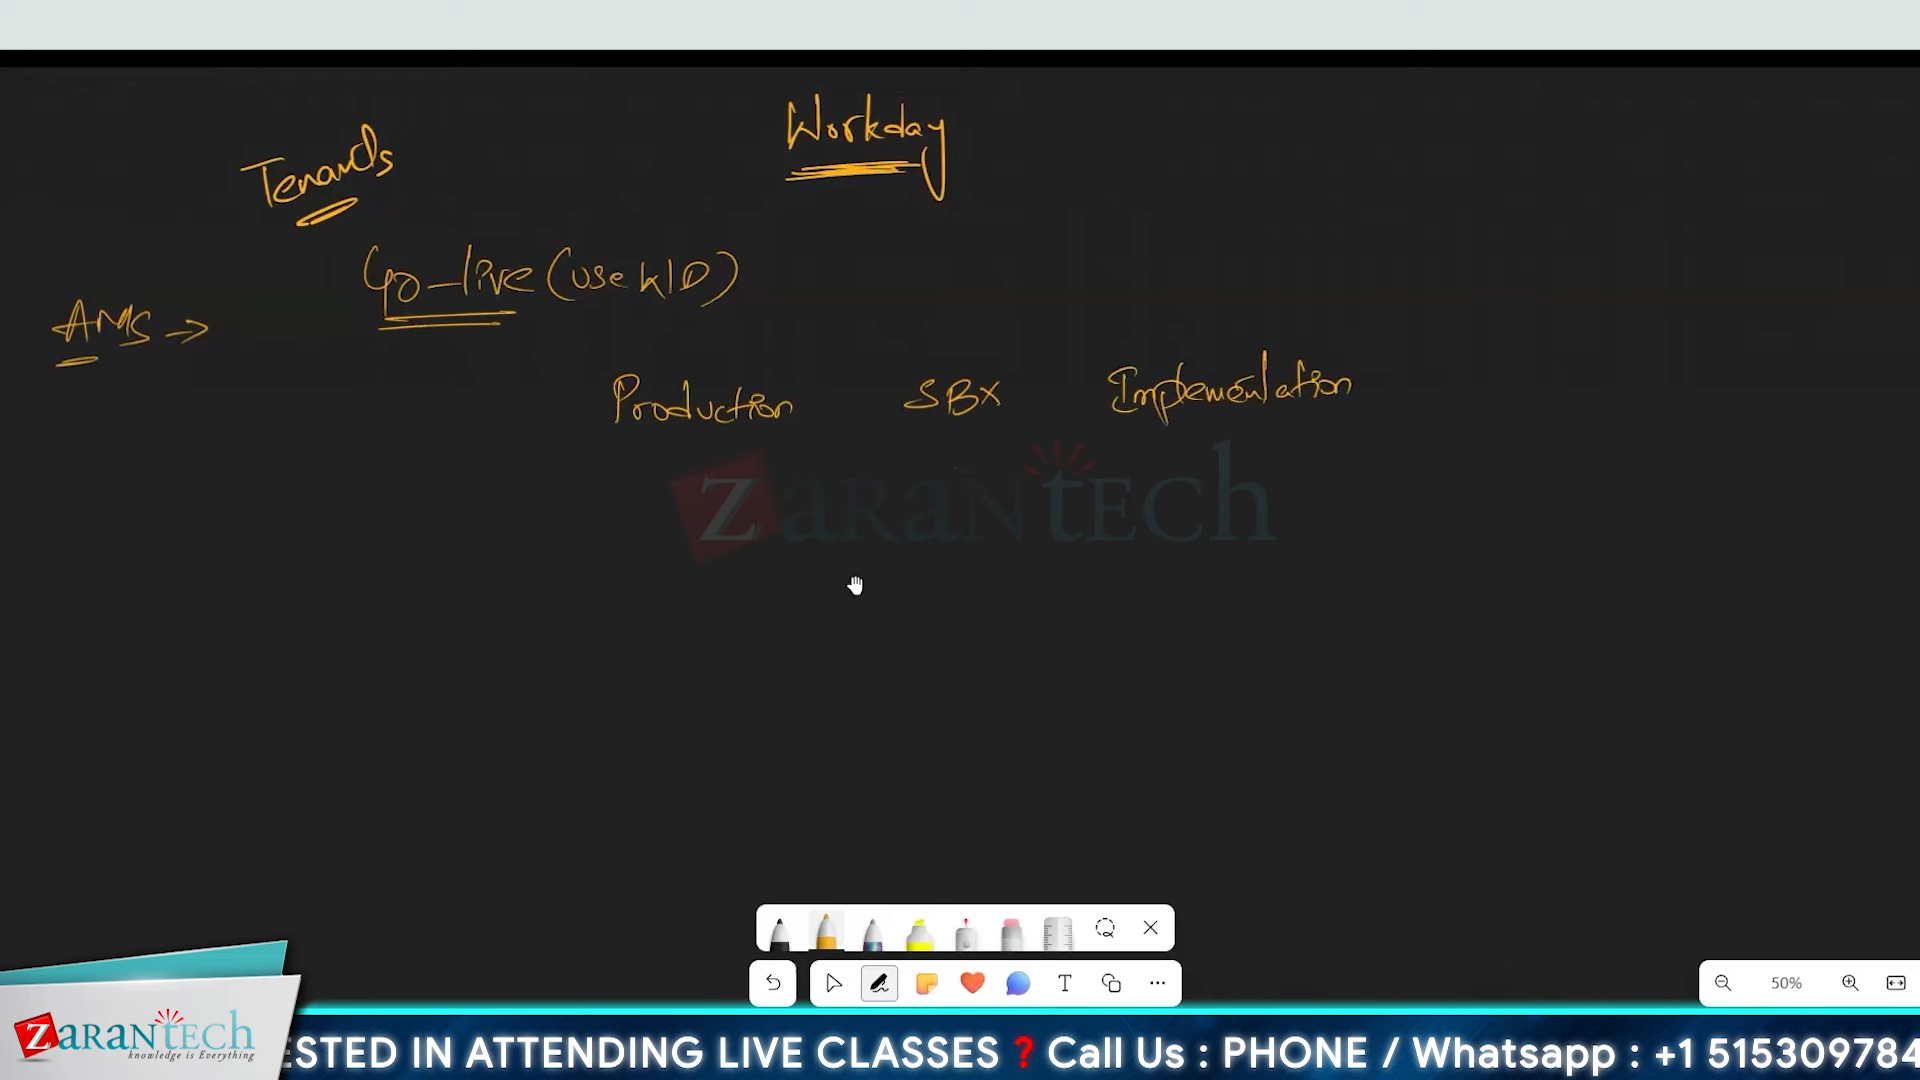 Workday
Tenants
Go-live (use WD)
AMS →
Production SBX Implementation
ZARANTECH
50%
ZARANTECH
knowledge is Everything
ESTED IN ATTENDING LIVE CLASSES ❓ Call Us : PHONE / Whatsapp : +1 515309784